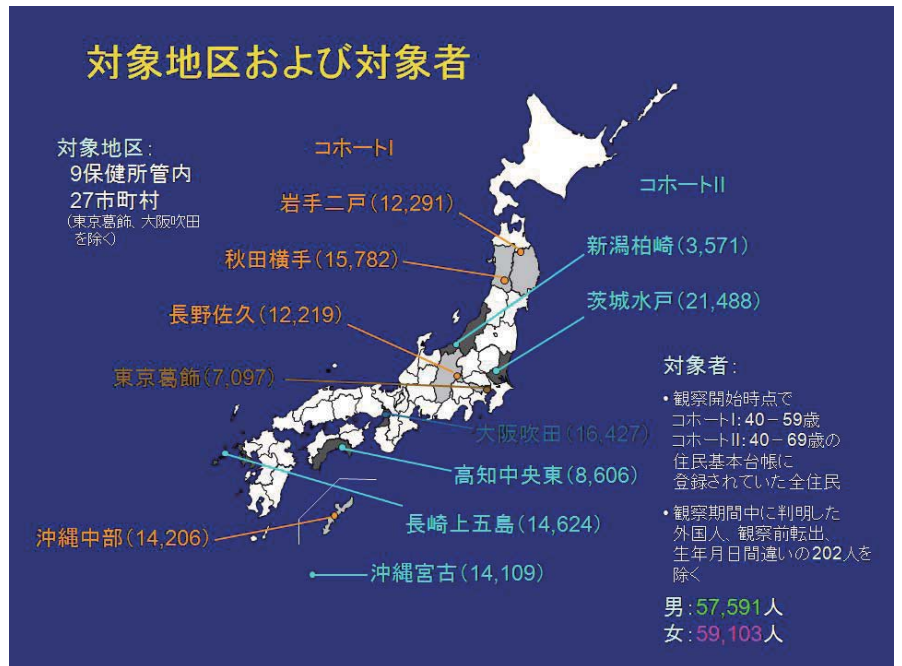 対象地区および対象者
対象地区：
9保健所管内
27市町村
(東京葛飾、大阪吹田
を除く)
コホートI
岩手二戸(12,291)
秋田横手(15,782)
長野佐久(12,219)
東京葛飾(7,097)
沖縄中部(14,206)
コホートII
新潟柏崎(3,571)
茨城水戸(21,488)
大阪吹田(16,427)
高知中央東(8,606)
長崎上五島(14,624)
沖縄宮古(14,109)
対象者：
• 観察開始時点で
コホートI：40－59歳
コホートII：40－69歳の
住民基本台帳に
登録されていた全住民
• 観察期間中に判明した
外国人、観察前転出、
生年月日間違いの202人を
除く
男：57,591人
女：59,103人